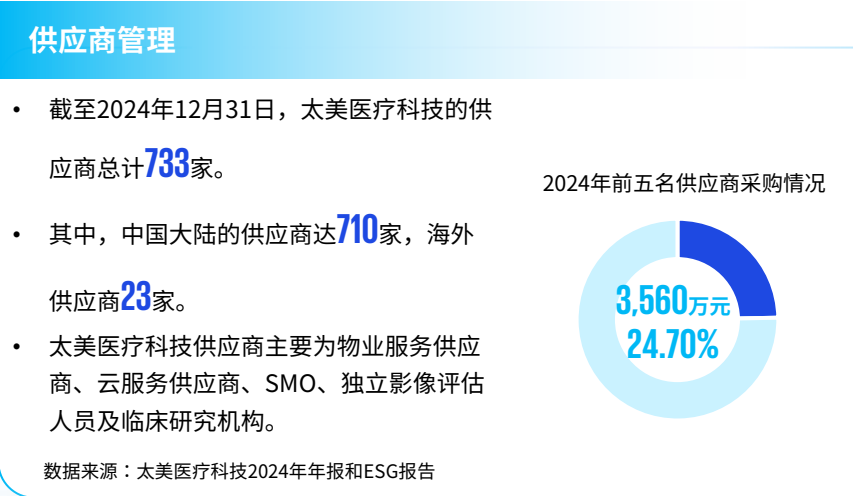 供应商管理
• 截至2024年12月31日，太美医疗科技的供
应商总计733家。
• 其中，中国大陆的供应商达710家，海外
供应商23家。
• 太美医疗科技供应商主要为物业服务供应
商、云服务供应商、SMO、独立影像评估
人员及临床研究机构。
数据来源：太美医疗科技2024年年报和ESG报告
2024年前五名供应商采购情况
3,560万元
24.70%